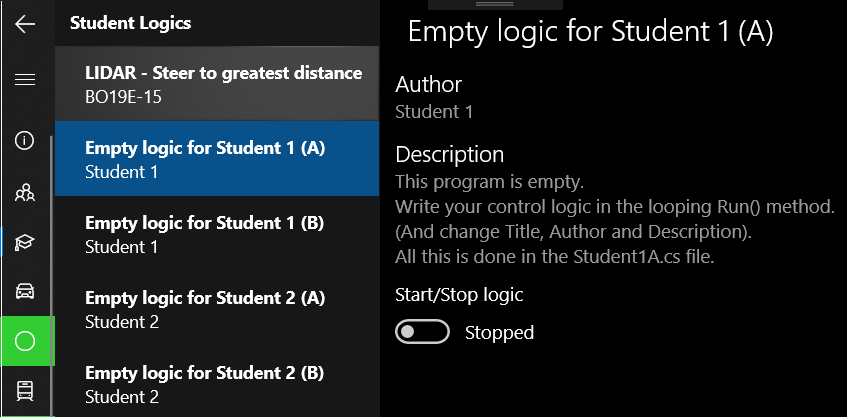 Student Logics
LIDAR - Steer to greatest distance
BO19E-15
Empty logic for Student 1 (A)
Student 1
Empty logic for Student 1 (B)
Student 1
Empty logic for Student 2 (A)
Student 2
Empty logic for Student 2 (B)
Student 2
Empty logic for Student 1 (A)
Author
Student 1
Description
This program is empty.
Write your control logic in the looping Run() method.
(And change Title, Author and Description).
All this is done in the Student1A.cs file.
Start/Stop logic
Stopped